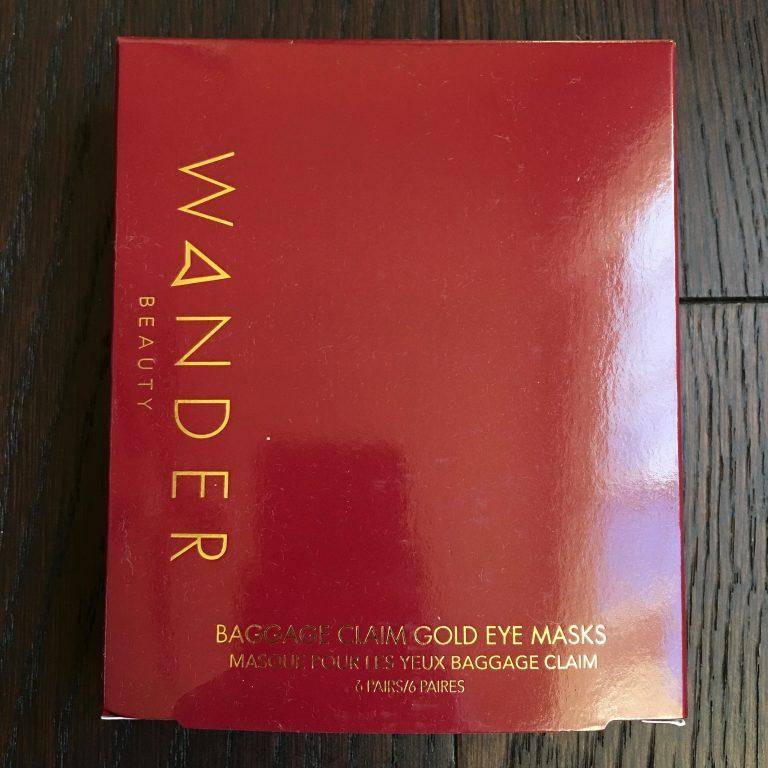 WANDER
BEAUTY
BAGGAGE CLAIM GOLD EYE MASKS
MASQUE POUR LES YEUX BAGGAGE CLAIM
6 PAIRS/6 PAIRES